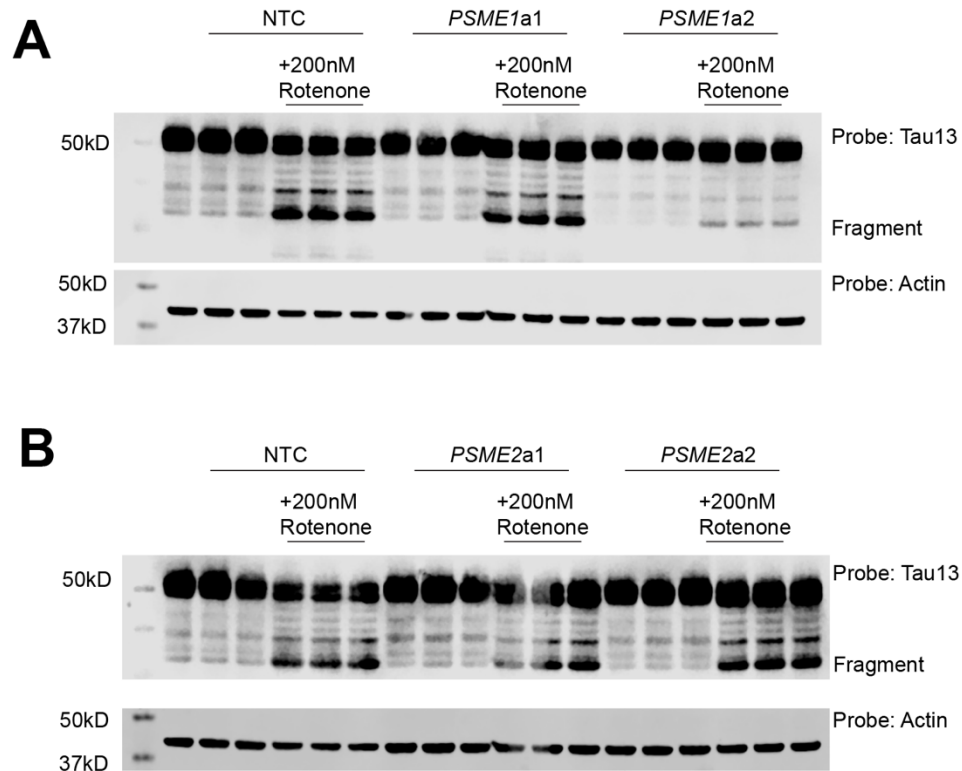 A
NTC PSME1a1 PSME1a2
+200nM +200nM +200nM
Rotenone Rotenone Rotenone
50kD Probe: Tau13
Fragment
50kD Probe: Actin
37kD
B
NTC PSME2a1 PSME2a2
+200nM +200nM +200nM
Rotenone Rotenone Rotenone
50kD Probe: Tau13
Fragment
50kD Probe: Actin
37kD